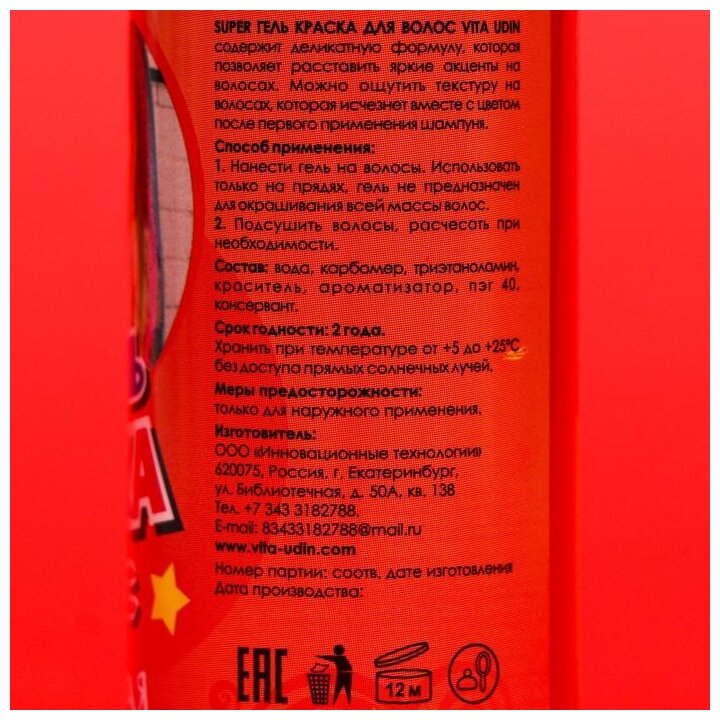 SUPER ГЕЛЬ КРАСКА ДЛЯ ВОЛОС VITA UDIN
содержит деликатную формулу, которая
позволяет расставить яркие акценты на
волосах. Можно ощутить текстуру на
волосах, которая исчезнет вместе с цветом
после первого применения шампуня.
Способ применения:
1. Нанести гель на волосы. Использовать
только на прядях, гель не предназначен
для окрашивания всей массы волос.
2. Подсушить волосы, расчесать при
необходимости.
Состав: вода, карбомер, триэтаноламин,
краситель, ароматизатор, пэг 40,
консервант.
Срок годности: 2 года.
Хранить при температуре от +5 до +25°С
без доступа прямых солнечных лучей.
Меры предосторожности:
только для наружного применения.
Изготовитель:
ООО «Инновационные технологии»
620075, Россия, г. Екатеринбург,
ул. Библиотечная, д. 50А, кв. 138
Тел. +7 343 3182788.
E-mail: 83433182788@mail.ru
www.vita-udin.com
Номер партии: соотв. дате изготовления
Дата производства:
EAC
12 м